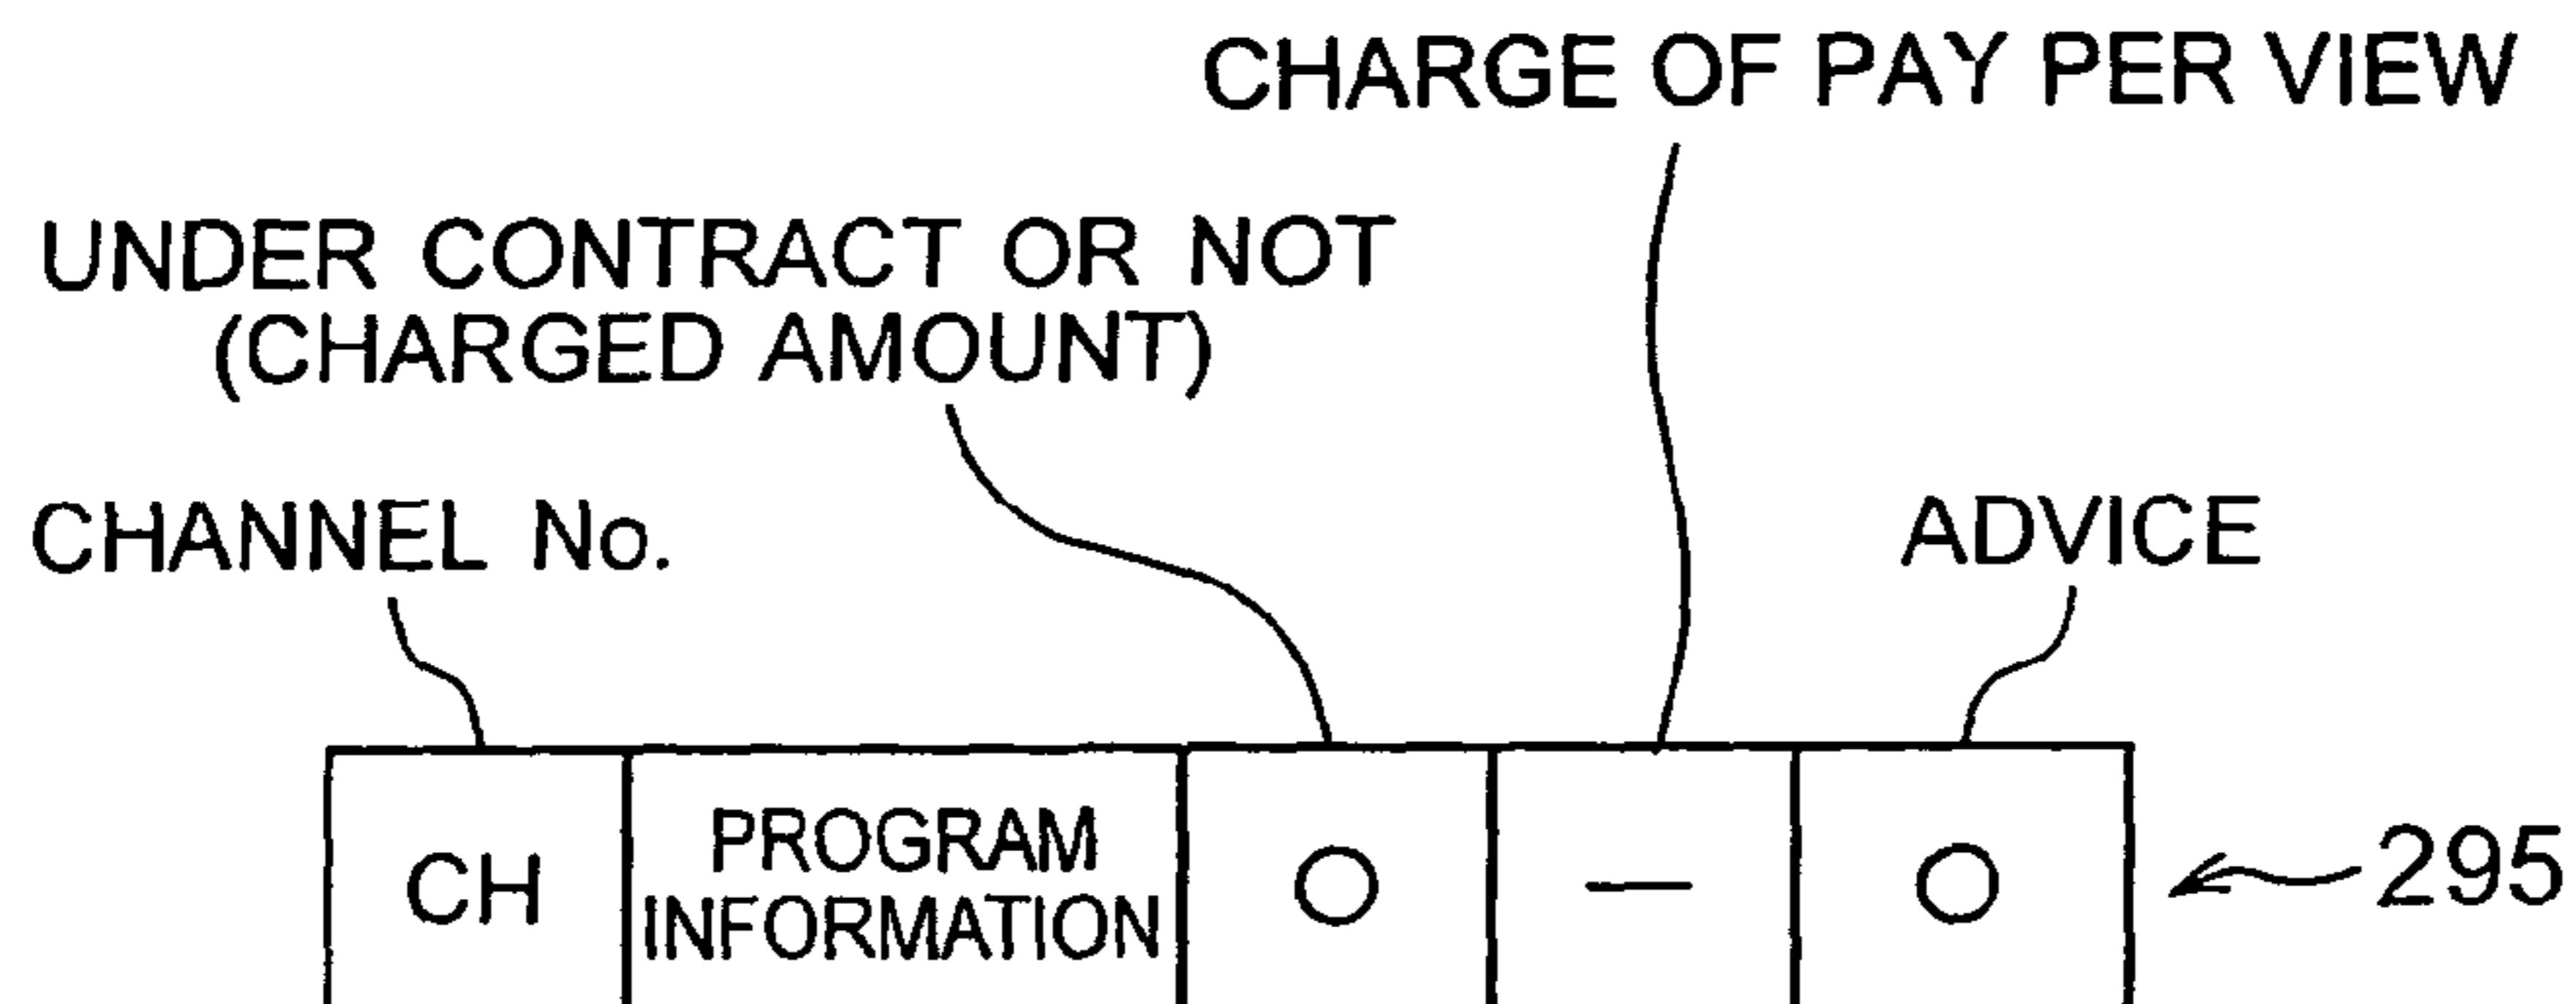 CHARGE OF PAY PER VIEW
UNDER CONTRACT OR NOT
(CHARGED AMOUNT)
CHANNEL No.
ADVICE
CH
PROGRAM
INFORMATION
○
—
○
295